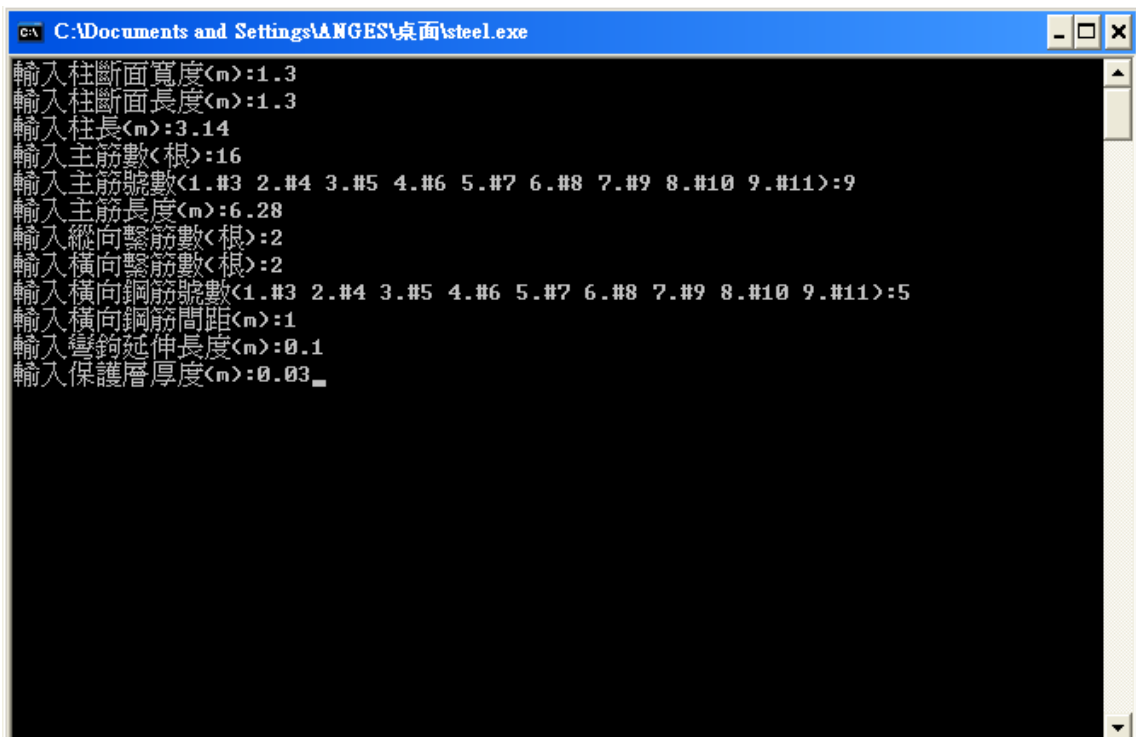 C:\Documents and Settings\ANGES\桌面\steel.exe
輸入柱斷面寬度(m):1.3
輸入柱斷面長度(m):1.3
輸入柱長(m):3.14
輸入主筋數(根):16
輸入主筋號數(1.#3 2.#4 3.#5 4.#6 5.#7 6.#8 7.#9 8.#10 9.#11):9
輸入主筋長度(m):6.28
輸入縱向繫筋數(根):2
輸入橫向繫筋數(根):2
輸入橫向鋼筋號數(1.#3 2.#4 3.#5 4.#6 5.#7 6.#8 7.#9 8.#10 9.#11):5
輸入橫向鋼筋間距(m):1
輸入彎鉤延伸長度(m):0.1
輸入保護層厚度(m):0.03_